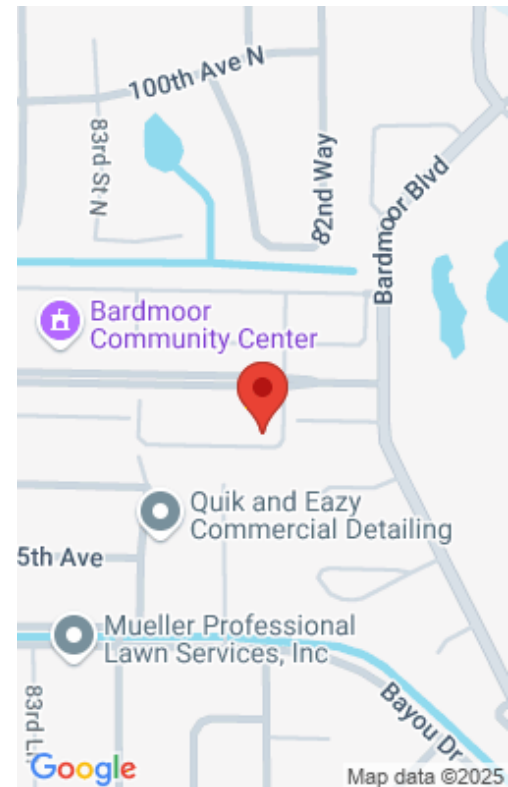 100th Ave N
83rd St N
82nd Way
Bardmoor Blvd
Bardmoor
Community Center
Quik and Eazy
Commercial Detailing
5th Ave
Mueller Professional
Lawn Services, Inc
83rd L
Bayou Dr
Google
Map data ©2025